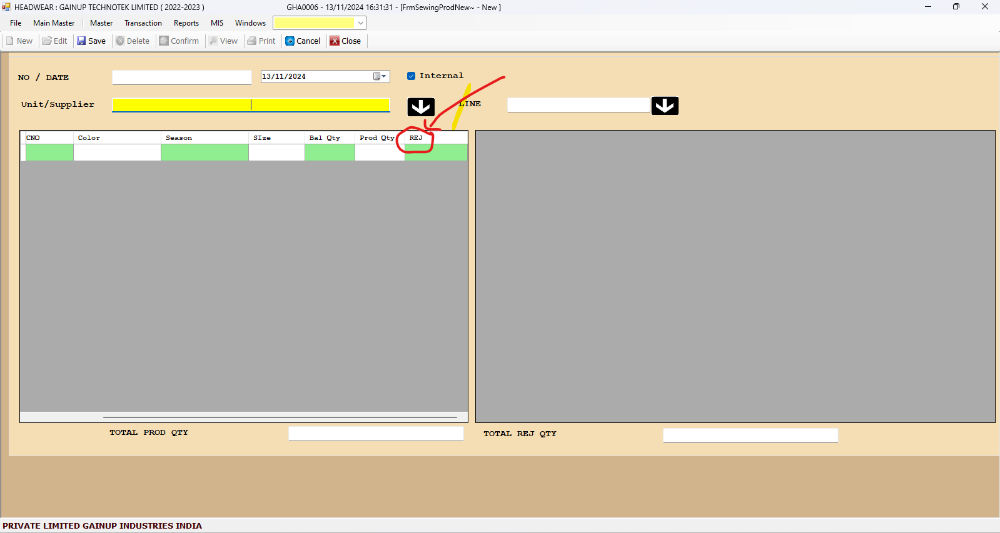 HEADWEAR : GAINUP TECHNOTEK LIMITED ( 2022-2023 ) GHA0006 - 13/11/2024 16:31:31 - [FrmSewingProdNew~ - New ]
File Main Master Master Transaction Reports MIS Windows
New Edit Save Delete Confirm View Print Cancel Close
NO / DATE 13/11/2024 Internal
Unit/Supplier LINE
CNO Color Season SIze Bal Qty Prod Qty REJ
TOTAL PROD QTY TOTAL REJ QTY
PRIVATE LIMITED GAINUP INDUSTRIES INDIA